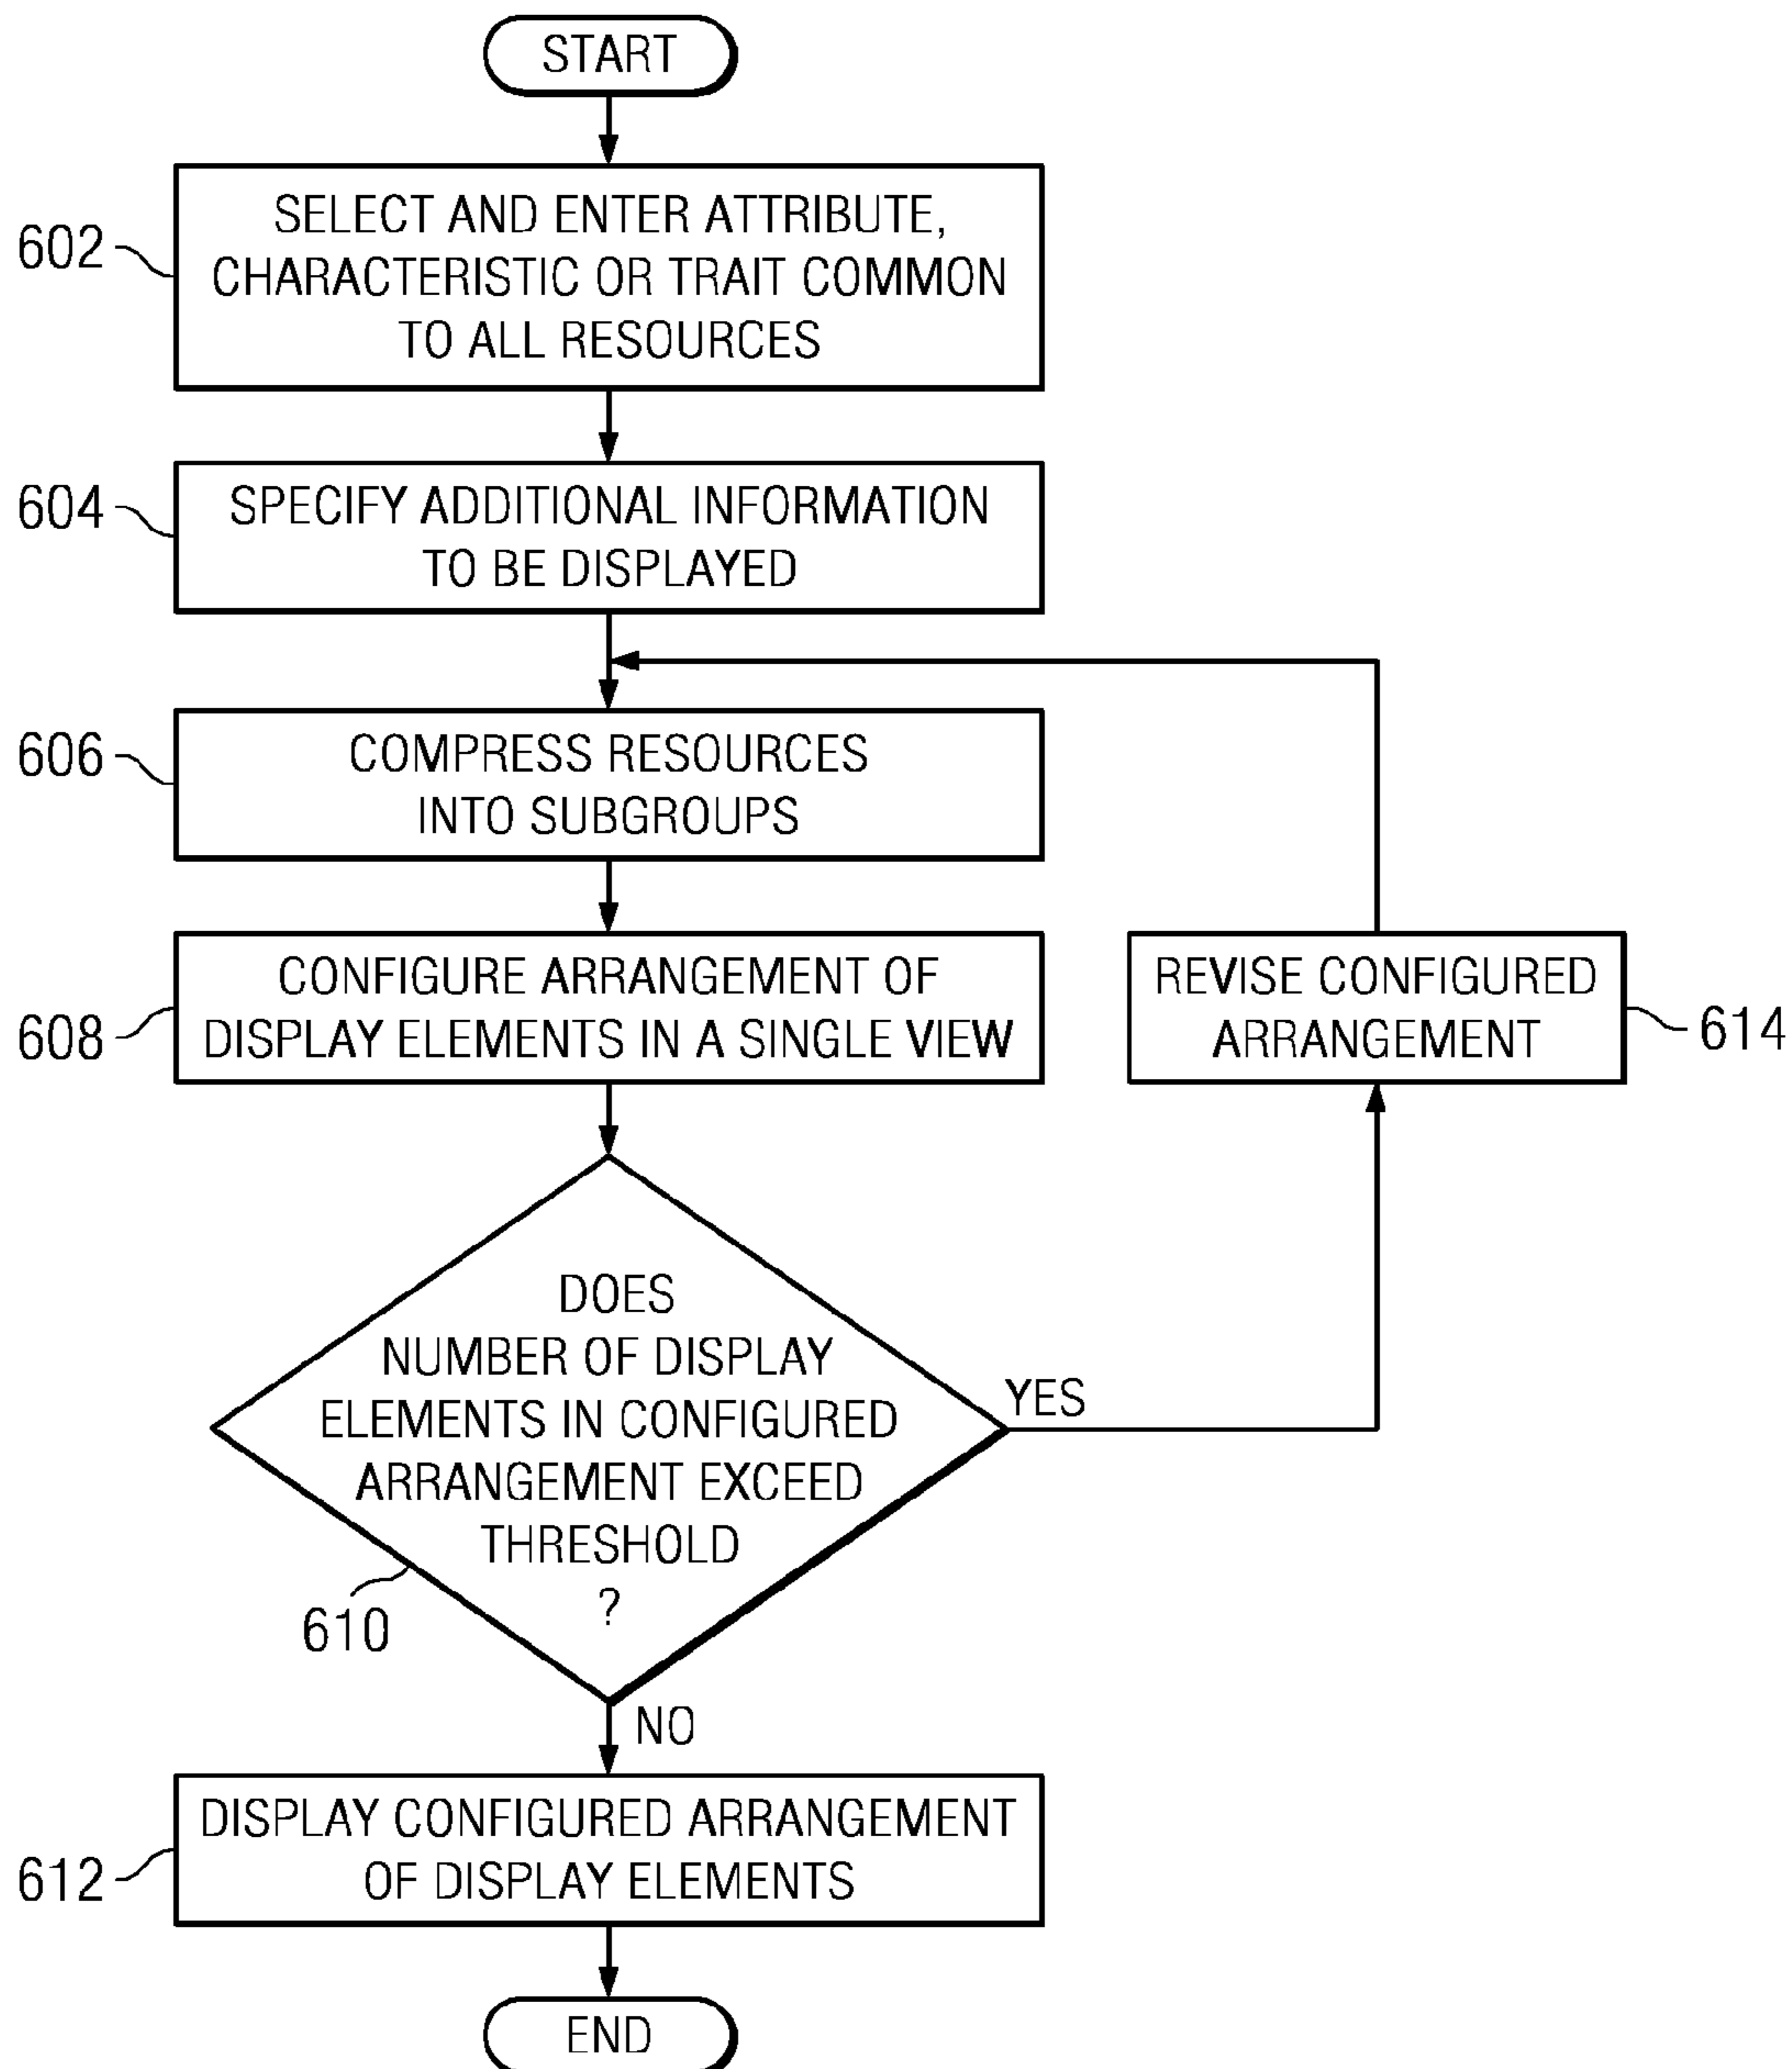 START
602
SELECT AND ENTER ATTRIBUTE,
CHARACTERISTIC OR TRAIT COMMON
TO ALL RESOURCES
604
SPECIFY ADDITIONAL INFORMATION
TO BE DISPLAYED
606
COMPRESS RESOURCES
INTO SUBGROUPS
608
CONFIGURE ARRANGEMENT OF
DISPLAY ELEMENTS IN A SINGLE VIEW
REVISE CONFIGURED
ARRANGEMENT
614
DOES
NUMBER OF DISPLAY
ELEMENTS IN CONFIGURED
ARRANGEMENT EXCEED
THRESHOLD
?
YES
610
NO
612
DISPLAY CONFIGURED ARRANGEMENT
OF DISPLAY ELEMENTS
END